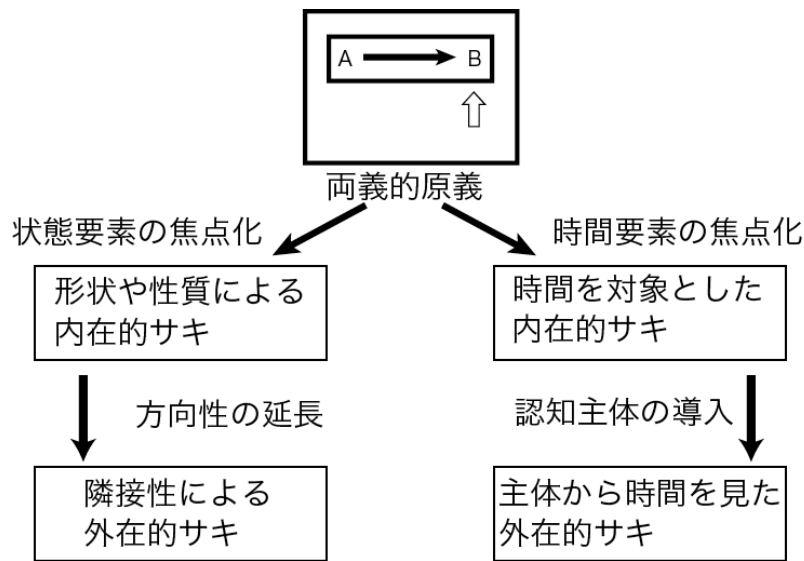 A B
両義的原義
状態要素の焦点化
時間要素の焦点化
形状や性質による
内在的サキ
時間を対象とした
内在的サキ
方向性の延長
認知主体の導入
隣接性による
外在的サキ
主体から時間を見た
外在的サキ